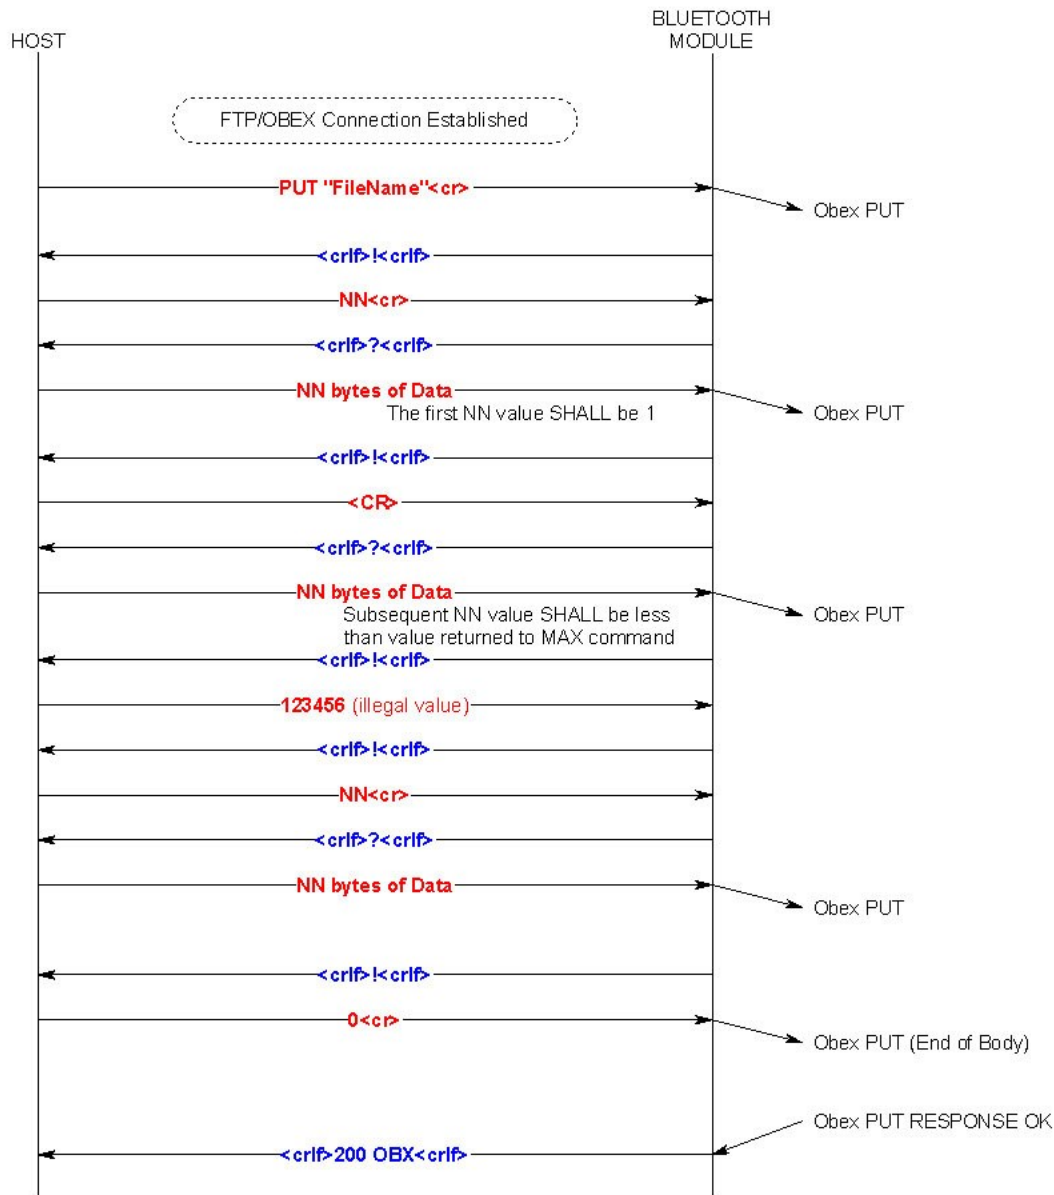 HOST
BLUETOOTH
MODULE
FTP/OBEX Connection Established
PUT "FileName"<cr>
Obex PUT
<crlf>!<crlf>
NN<cr>
<crlf>?<crlf>
NN bytes of Data
The first NN value SHALL be 1
Obex PUT
<crlf>!<crlf>
<CR>
<crlf>?<crlf>
NN bytes of Data
Obex PUT
Subsequent NN value SHALL be less
than value returned to MAX command
<crlf>!<crlf>
123456 (illegal value)
<crlf>!<crlf>
NN<cr>
<crlf>?<crlf>
NN bytes of Data
Obex PUT
<crlf>!<crlf>
0<cr>
Obex PUT (End of Body)
Obex PUT RESPONSE OK
<crlf>200 OBX<crlf>